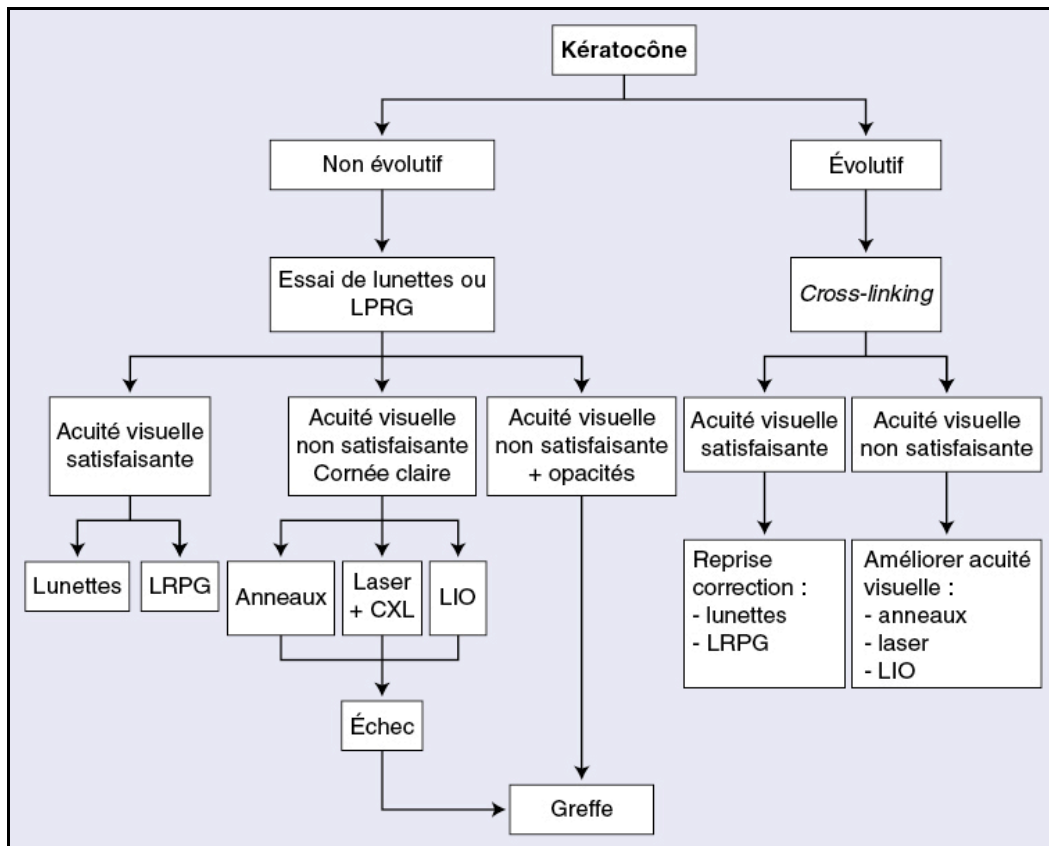 Kératocône
Non évolutif
Évolutif
Essai de lunettes ou
LPRG
Cross-linking
Acuité visuelle
satisfaisante
Acuité visuelle
non satisfaisante
Cornée claire
Acuité visuelle
non satisfaisante
+ opacités
Acuité visuelle
satisfaisante
Acuité visuelle
non satisfaisante
Lunettes
LRPG
Anneaux
Laser
+ CXL
LIO
Reprise
correction :
- lunettes
- LRPG
Améliorer acuité
visuelle :
- anneaux
- laser
- LIO
Échec
Greffe